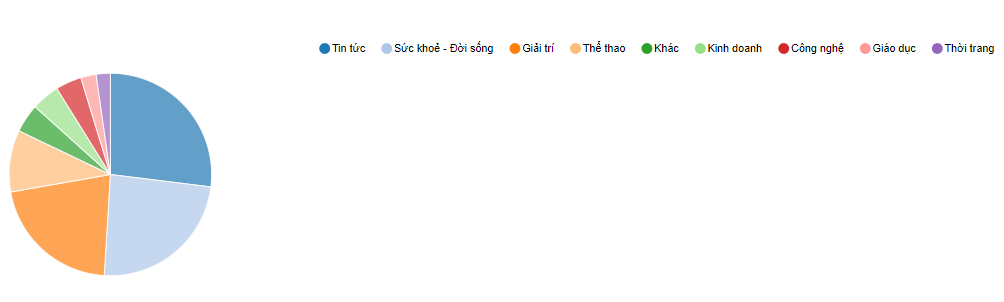 Tin tức Sức khoẻ - Đời sống Giải trí Thể thao Khác Kinh doanh Công nghệ Giáo dục Thời trang